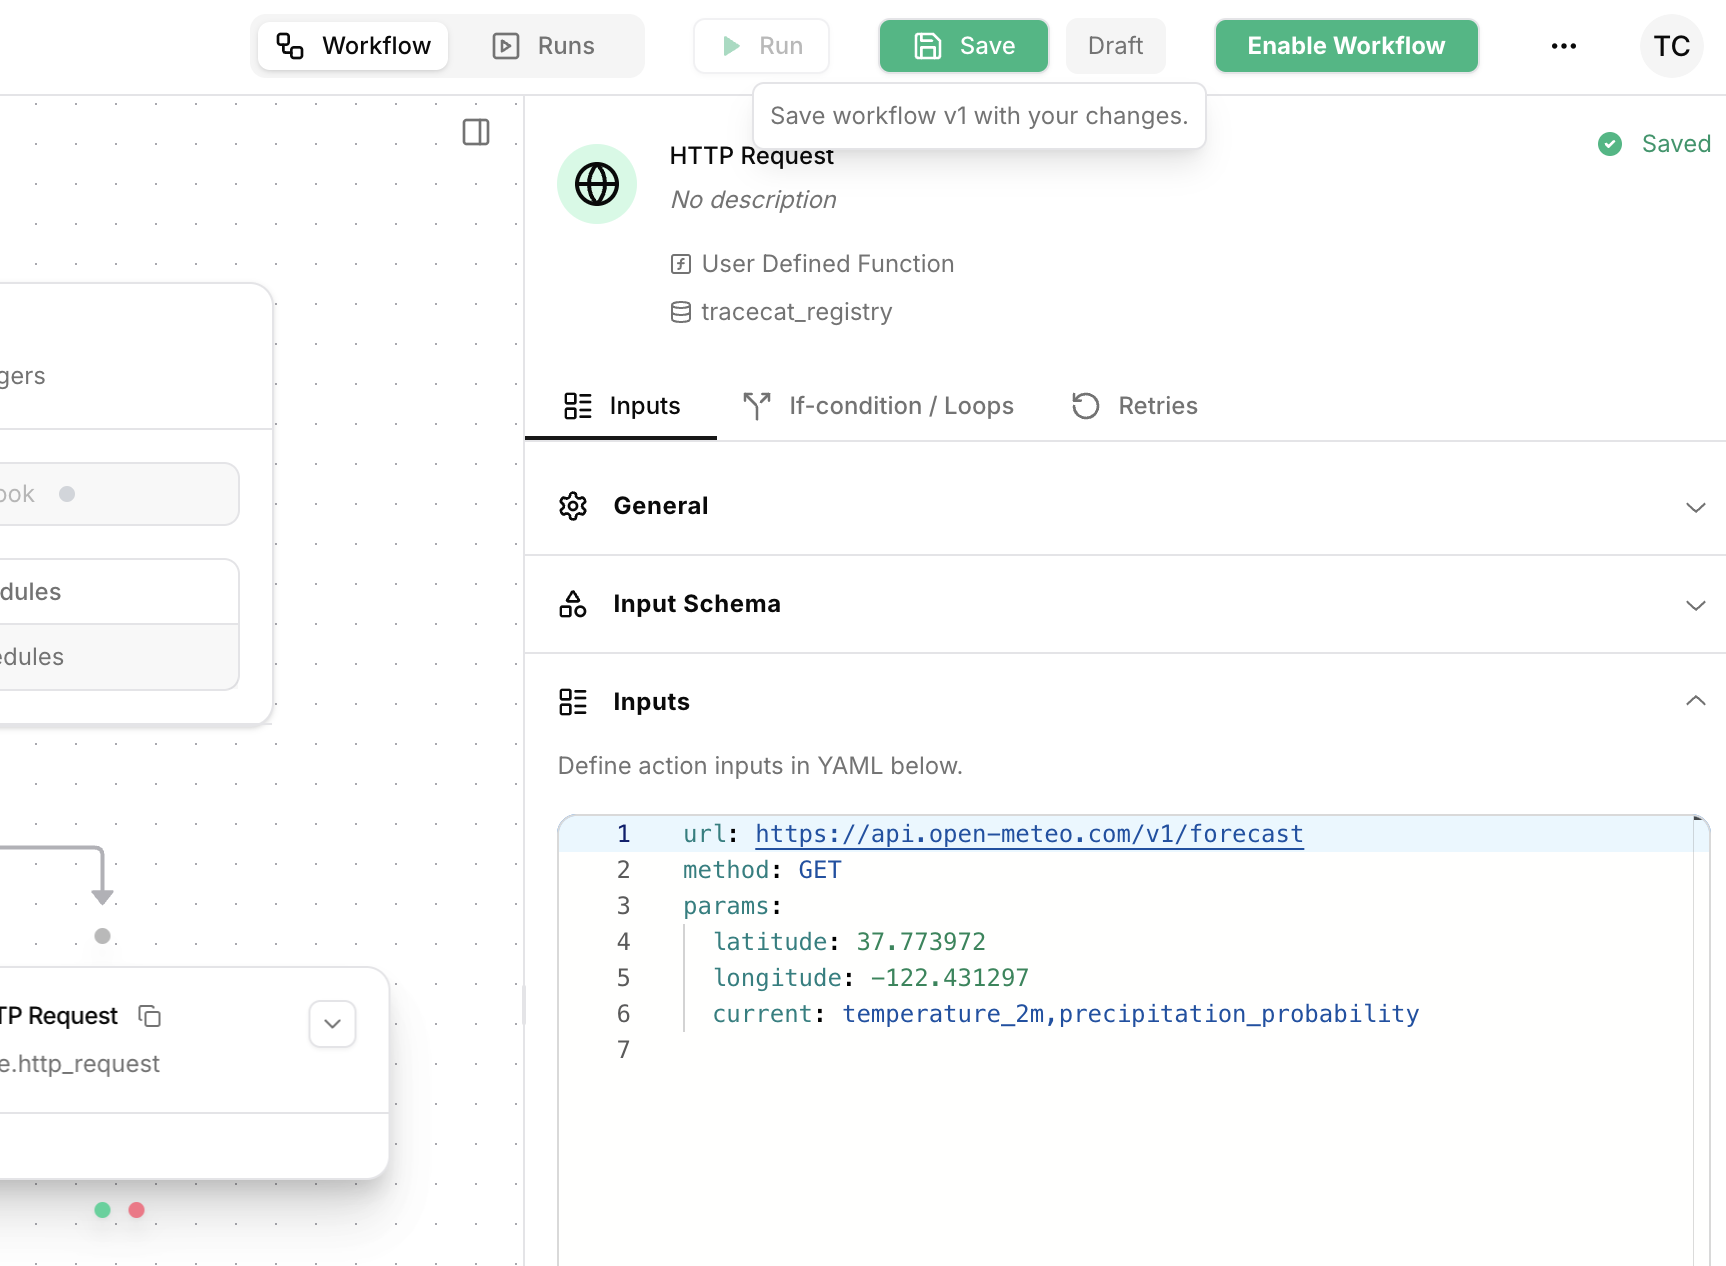 Workflow
Runs
Run
Save
Draft
Enable Workflow
TC
Save workflow v1 with your changes.
HTTP Request
Saved
No description
User Defined Function
tracecat_registry
Inputs
If-condition / Loops
Retries
General
Input Schema
Inputs
Define action inputs in YAML below.
1 url: https://api.open-meteo.com/v1/forecast
2 method: GET
3 params:
4 latitude: 37.773972
5 longitude: -122.431297
6 current: temperature_2m,precipitation_probability
7
gers
ook
dules
edules
TP Request
e.http_request